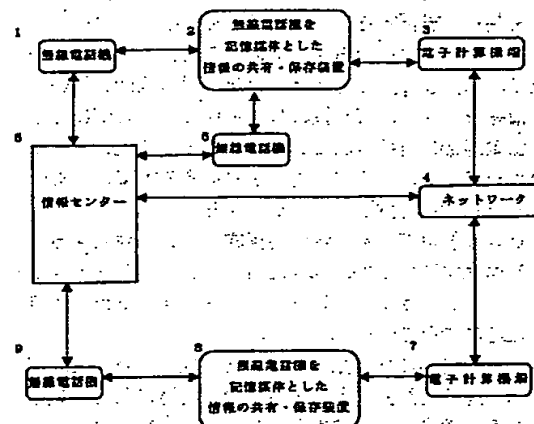 1
無線電話機
2
無線電話機を
記憶媒体とした
情報の共有・保存装置
3
電子計算機端
5
情報センター
6
無線電話機
4
ネットワーク
9
無線電話機
8
無線電話機を
記憶媒体とした
情報の共有・保存装置
7
電子計算機端